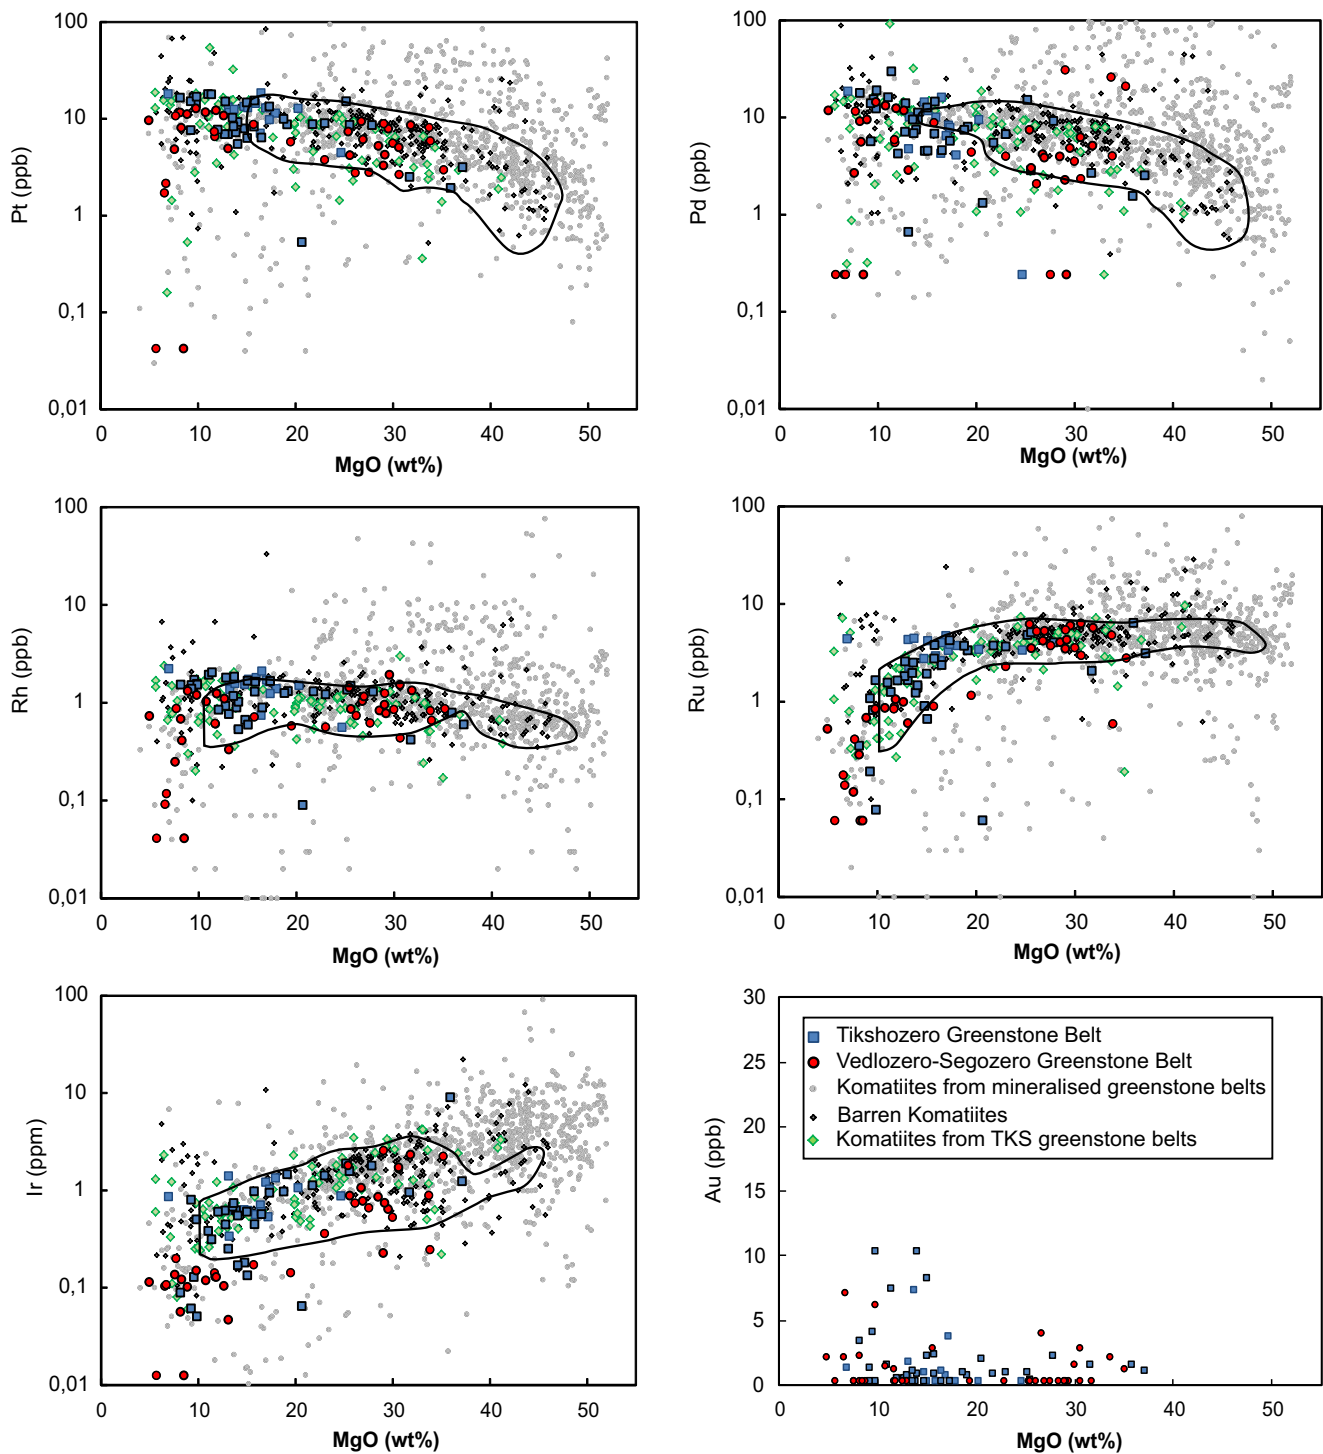 100
10
1
0,1
0,01
Pt (ppb)
0 10 20 30 40 50
MgO (wt%)
100
10
1
0,1
0,01
Pd (ppb)
0 10 20 30 40 50
MgO (wt%)
100
10
1
0,1
0,01
Rh (ppb)
0 10 20 30 40 50
MgO (wt%)
100
10
1
0,1
0,01
Ru (ppb)
0 10 20 30 40 50
MgO (wt%)
100
10
1
0,1
0,01
Ir (ppm)
0 10 20 30 40 50
MgO (wt%)
30
25
20
15
10
5
0
Au (ppb)
Tikshozero Greenstone Belt
Vedlozero-Segozero Greenstone Belt
Komatiites from mineralised greenstone belts
Barren Komatiites
Komatiites from TKS greenstone belts
0 10 20 30 40 50
MgO (wt%)